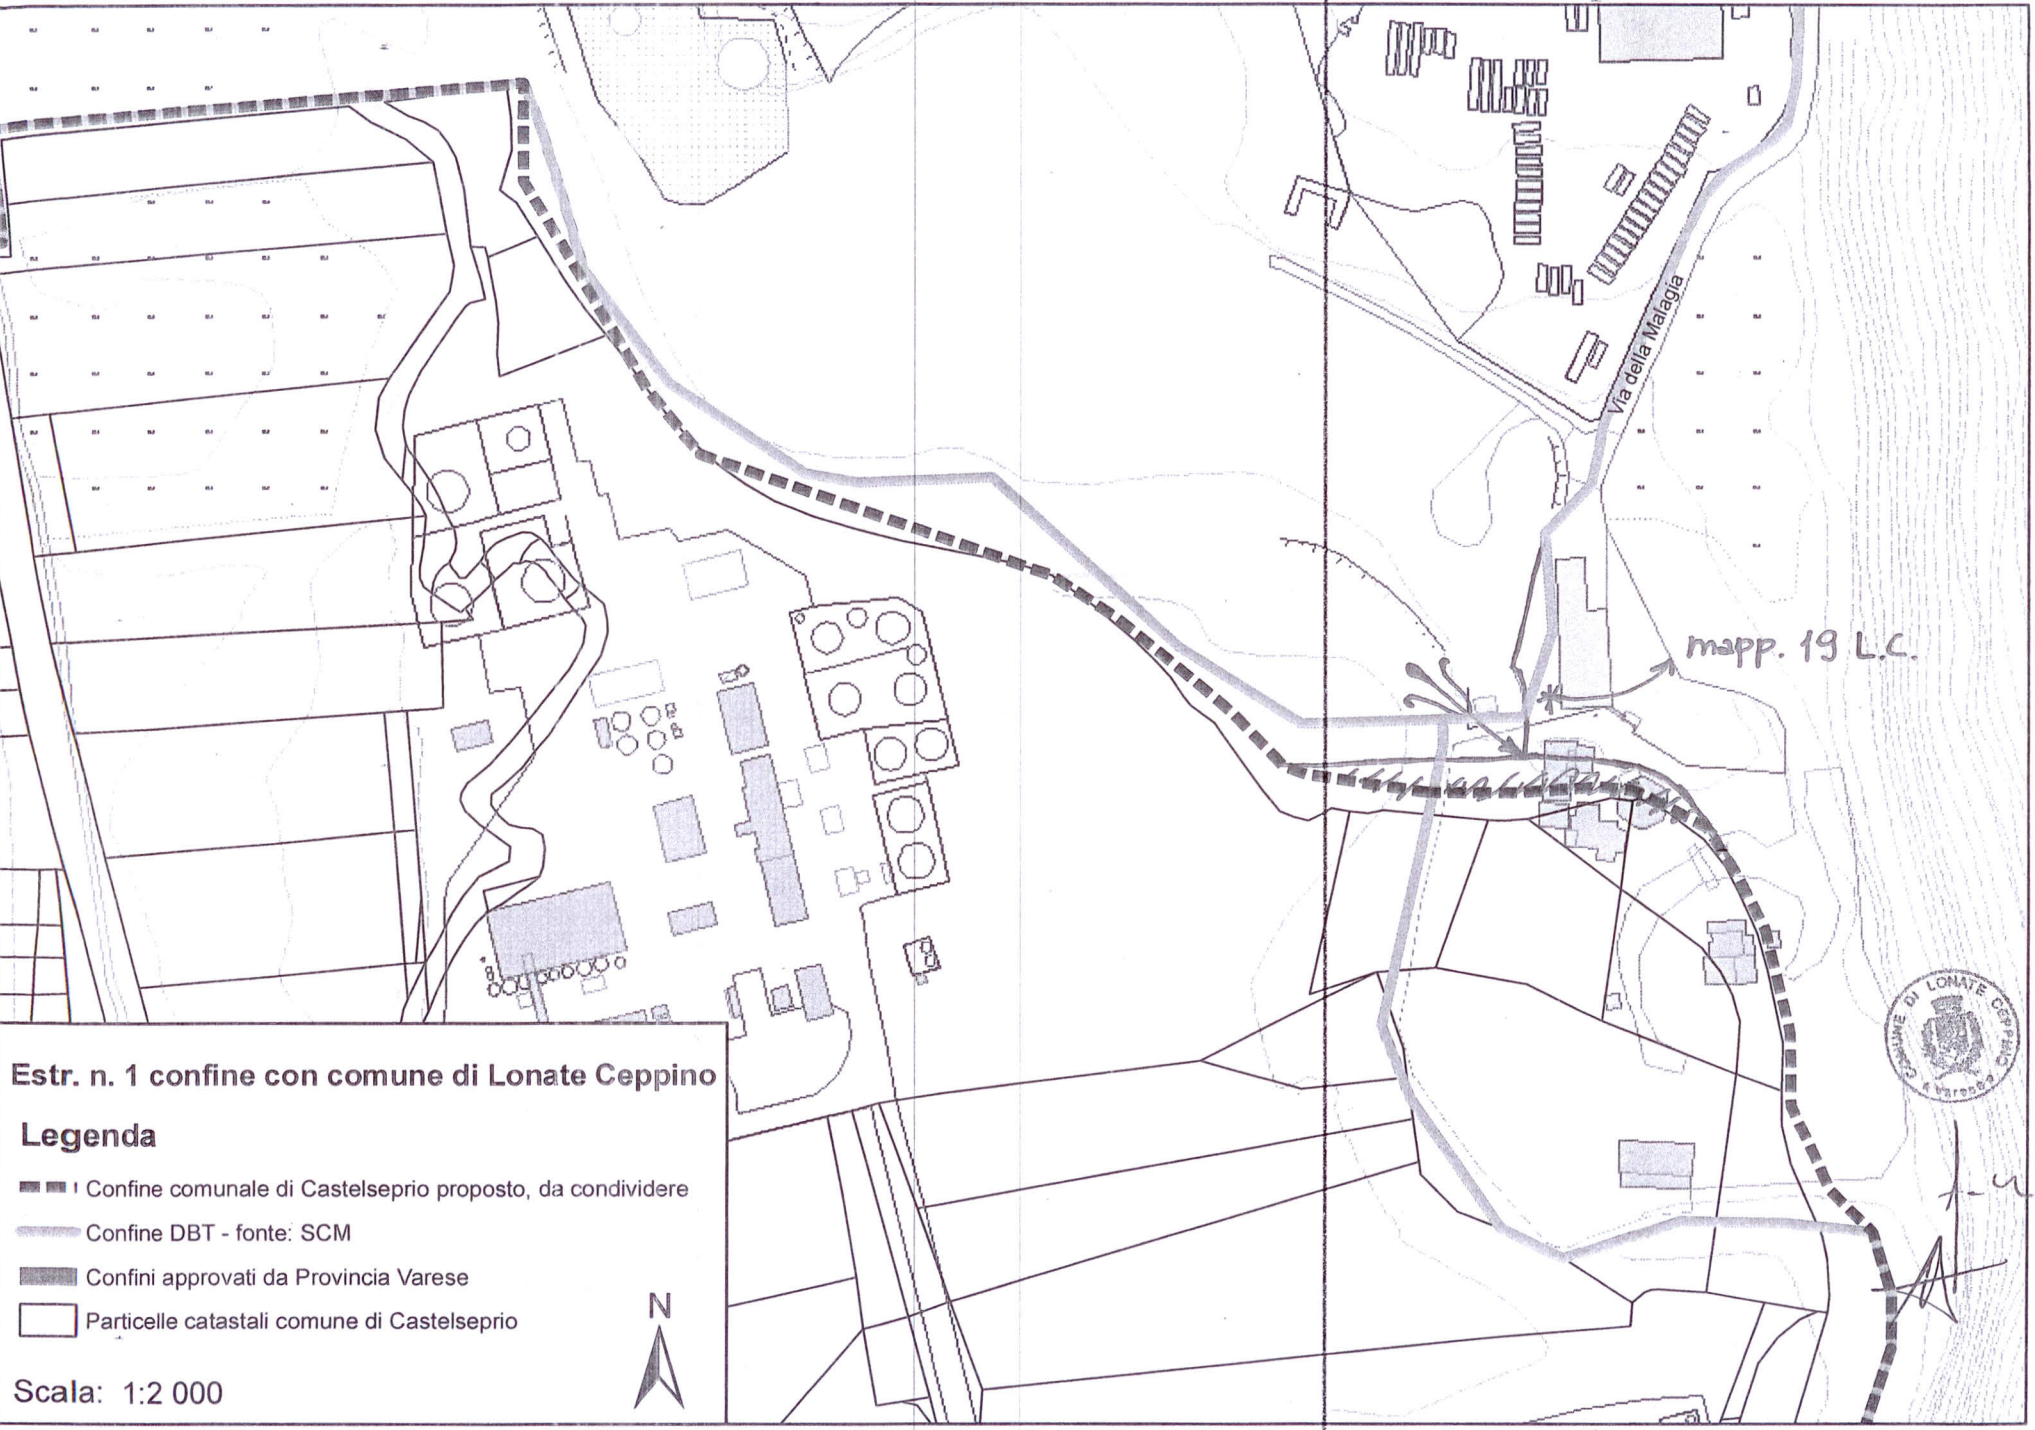 Via della Malagia
mapp. 19 L.C.
COMUNE DI LONATE CEPPINO
Varese
Estr. n. 1 confine con comune di Lonate Ceppino
Legenda
Confine comunale di Castelseprio proposto, da condividere
Confine DBT - fonte: SCM
Confini approvati da Provincia Varese
Particelle catastali comune di Castelseprio
N
Scala: 1:2 000